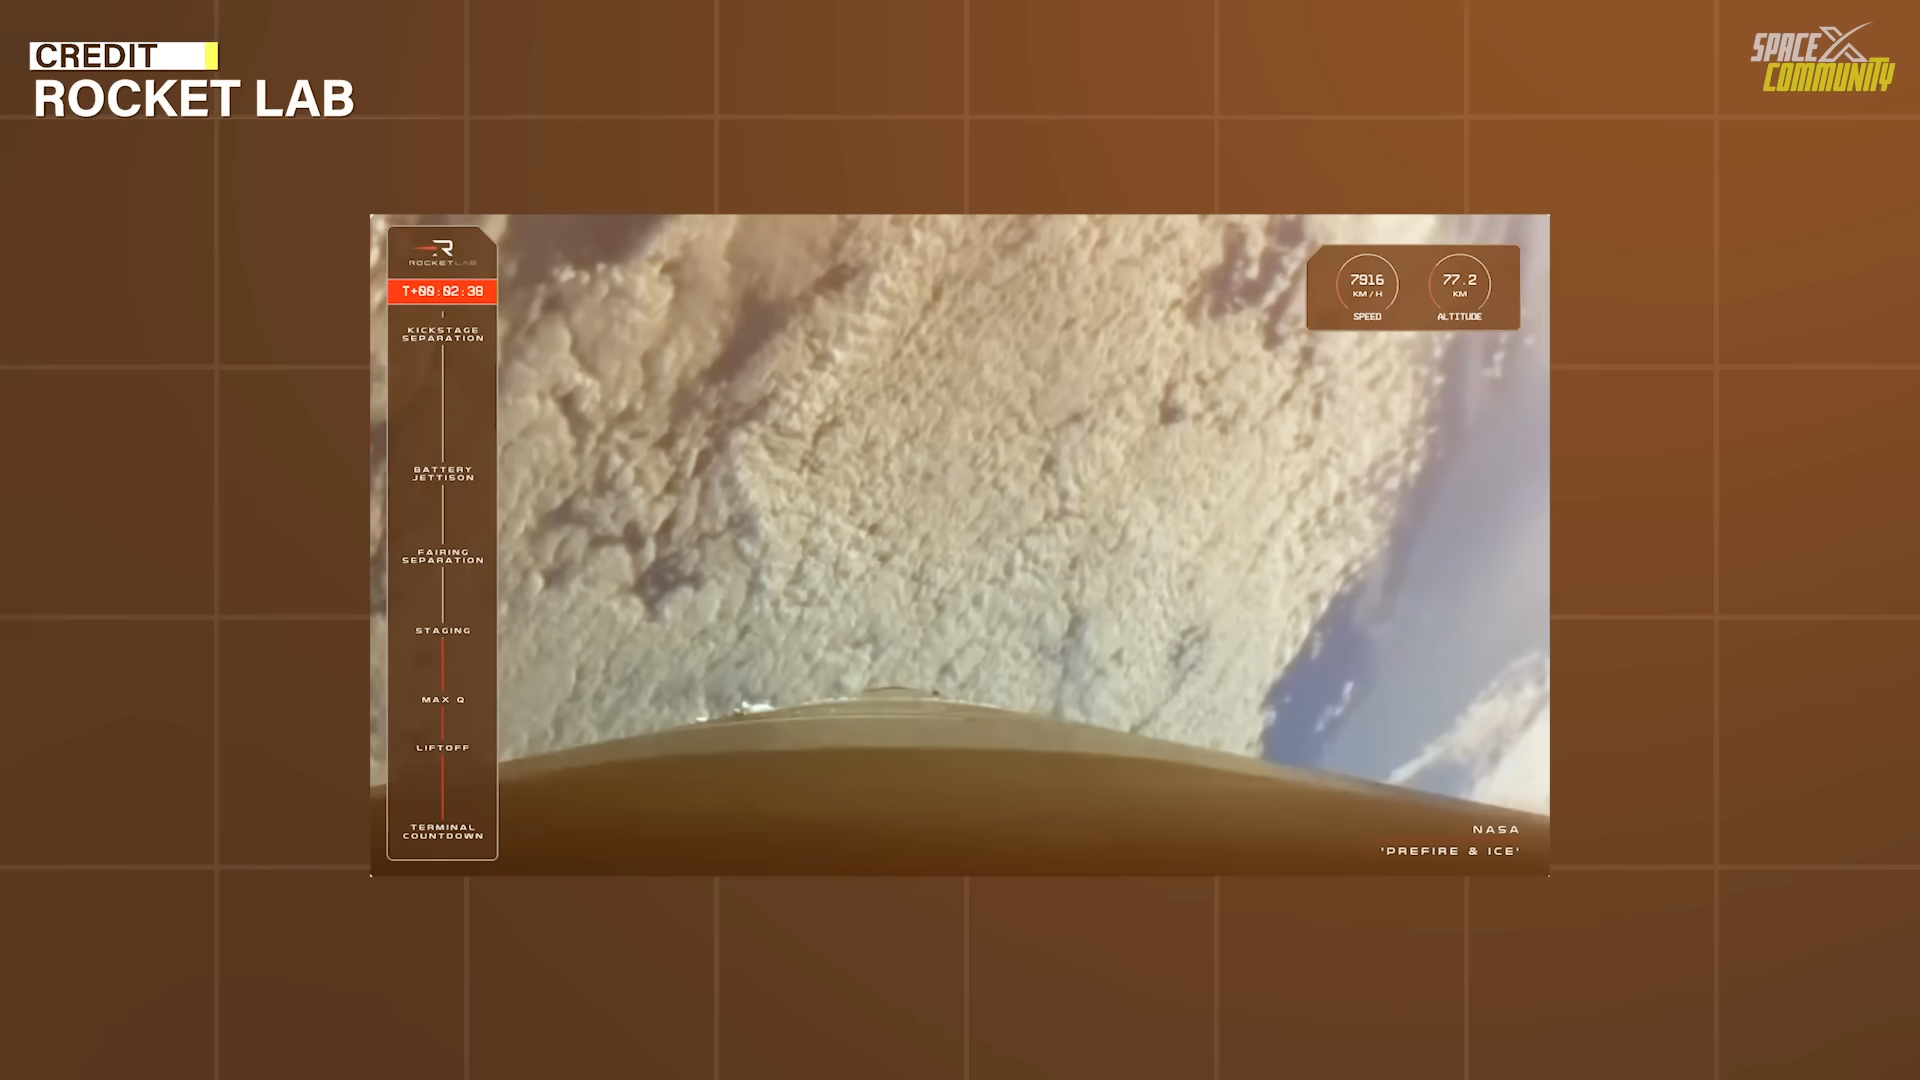 CREDIT
ROCKET LAB
SPACEX
COMMUNITY
ROCKETLAB
T+00:02:38
KICKSTAGE
SEPARATION
BATTERY
JETTISON
FAIRING
SEPARATION
STAGING
MAX Q
LIFTOFF
TERMINAL
COUNTDOWN
7916
KM/H
SPEED
77.2
KM
ALTITUDE
NASA
'PREFIRE & ICE'